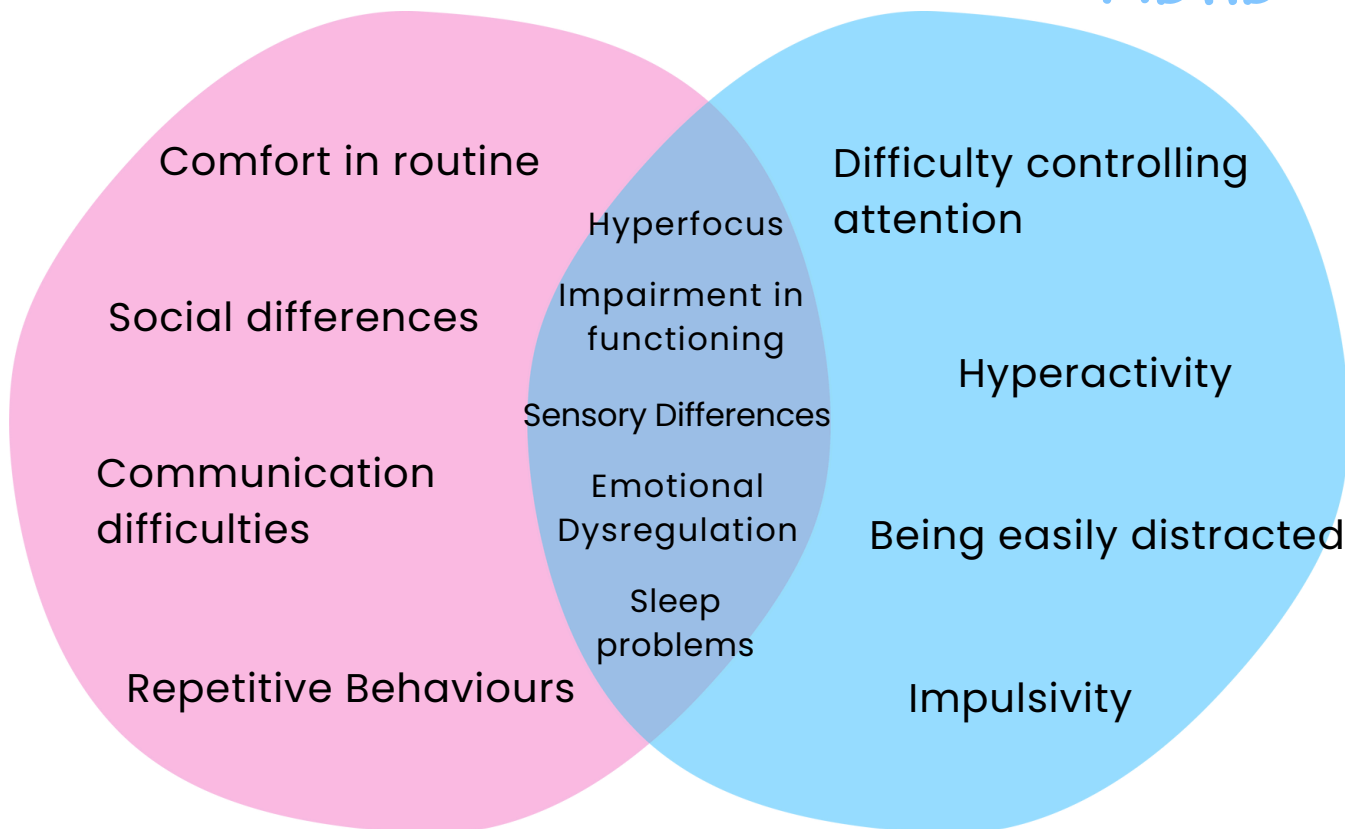 Comfort in routine
Social differences
Communication
difficulties
Repetitive Behaviours
Hyperfocus
Impairment in
functioning
Sensory Differences
Emotional
Dysregulation
Sleep
problems
Difficulty controlling
attention
Hyperactivity
Being easily distracted
Impulsivity